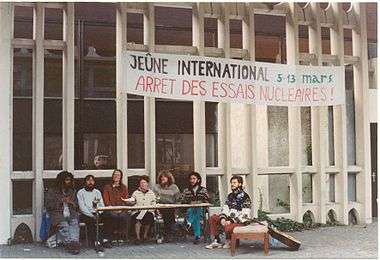 JEÛNE INTERNATIONAL 5-13 mars
ARRET DES ESSAIS NUCLEAIRES !